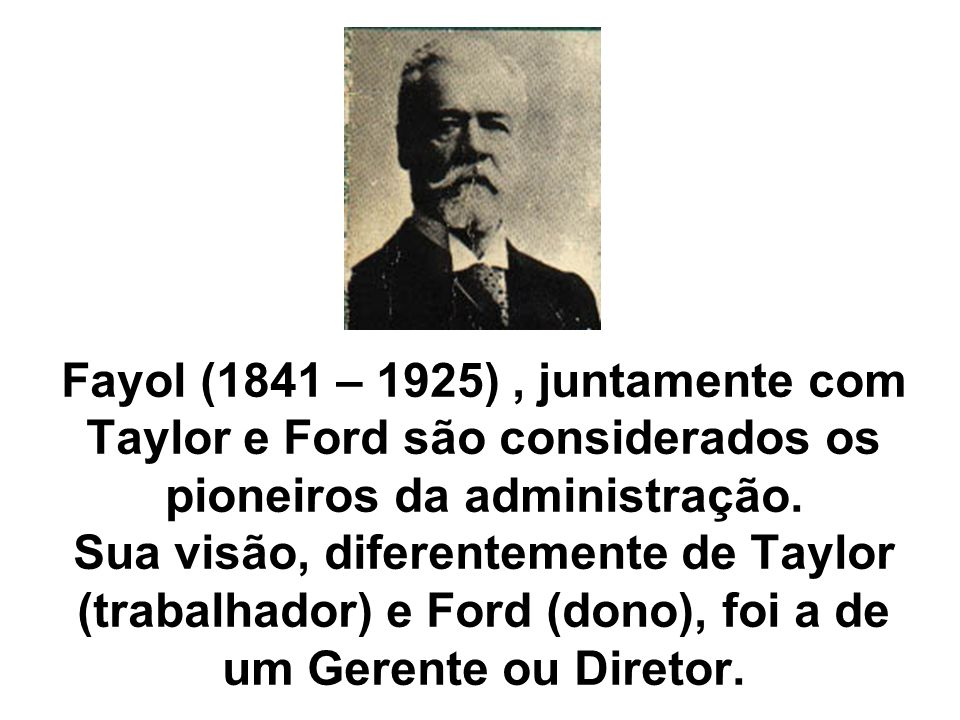 Fayol (1841 – 1925) , juntamente com
Taylor e Ford são considerados os
pioneiros da administração.
Sua visão, diferentemente de Taylor
(trabalhador) e Ford (dono), foi a de
um Gerente ou Diretor.